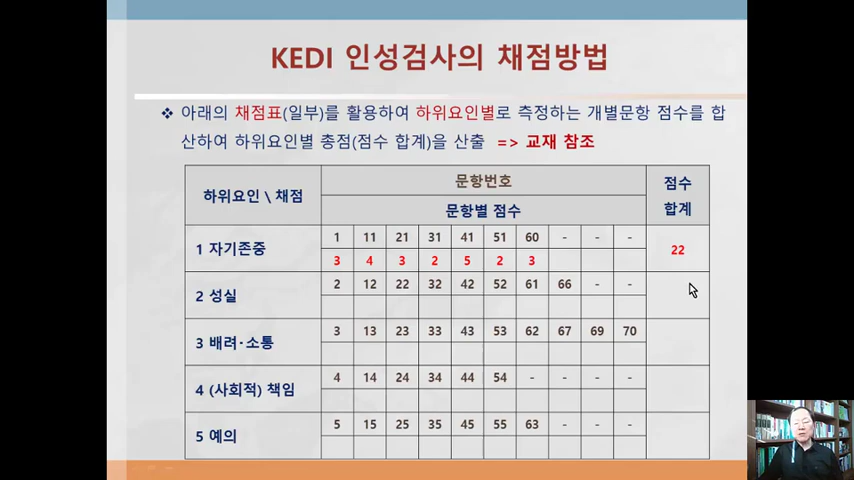 KEDI 인성검사의 채점방법
❖ 아래의 채점표(일부)를 활용하여 하위요인별로 측정하는 개별문항 점수를 합
산하여 하위요인별 총점(점수 합계)을 산출 => 교재 참조
하위요인 \ 채점 문항번호 점수 합계
문항별 점수
1 자기존중 1 11 21 31 41 51 60 - - - 22
3 4 3 2 5 2 3
2 성실 2 12 22 32 42 52 61 66 - -
3 배려·소통 3 13 23 33 43 53 62 67 69 70
4 (사회적) 책임 4 14 24 34 44 54 - - - -
5 예의 5 15 25 35 45 55 63 - - -